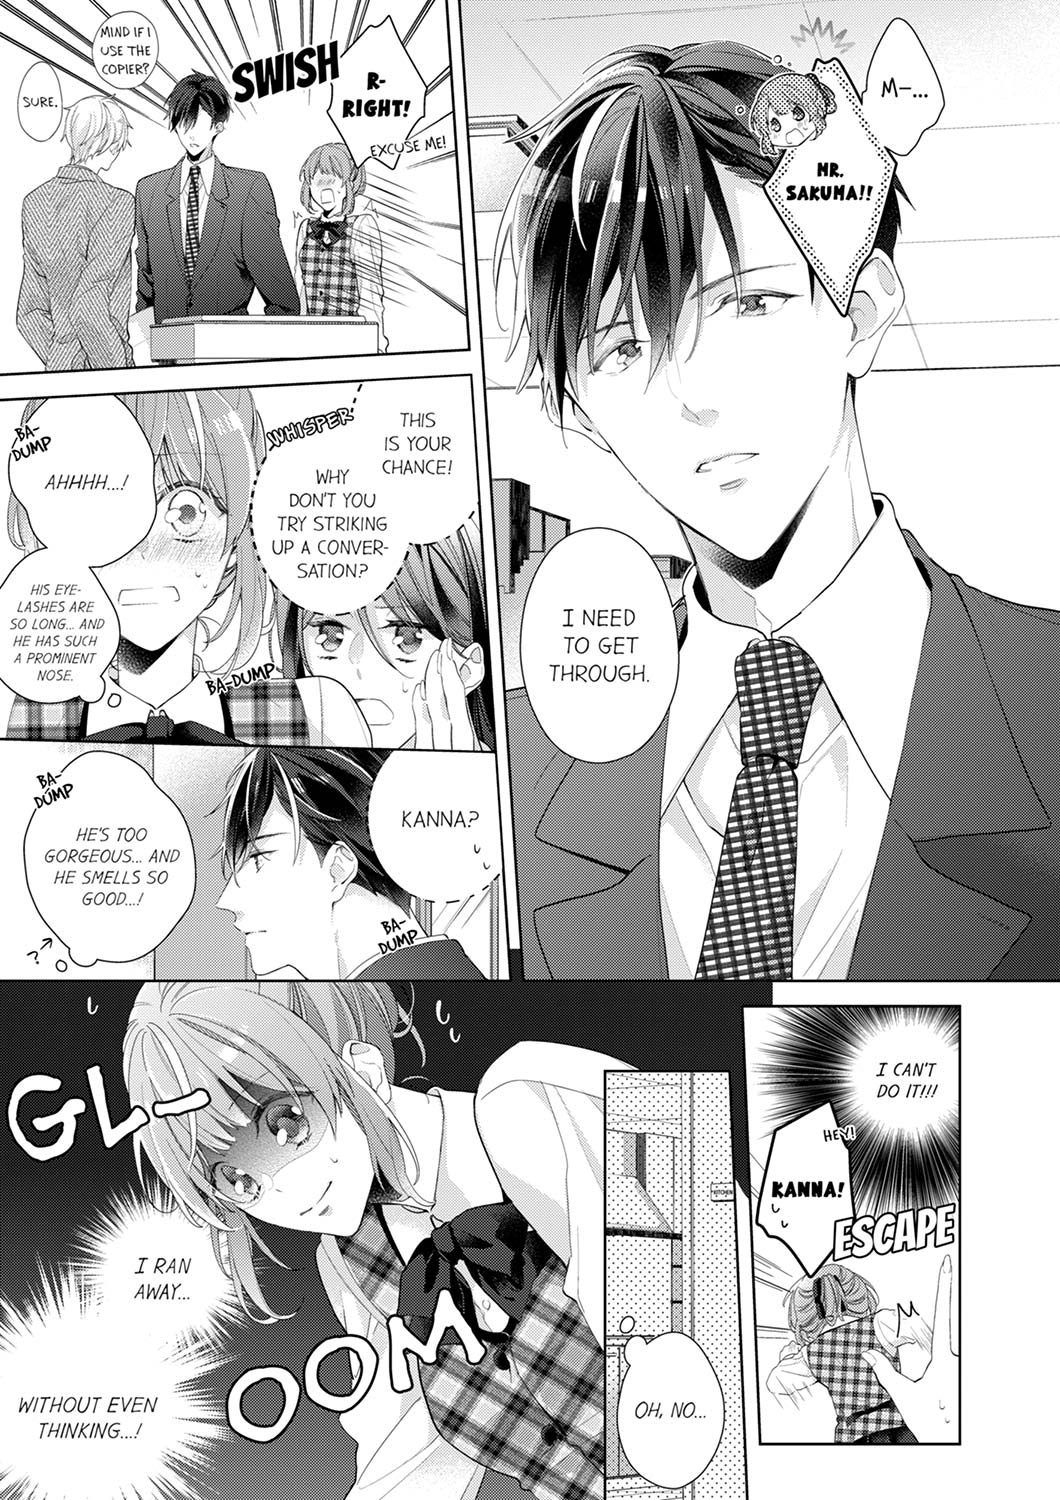 M-...
MR.
SAKUMA!!
I NEED
TO GET
THROUGH.
R-
RIGHT!
EXCUSE ME!
SWISH
MIND IF I
USE THE
COPIER?
SURE.
THIS
IS YOUR
CHANCE!
WHISPER
WHY
DON'T YOU
TRY STRIKING
UP A CONVER-
SATION?
BA-
DUMP
AHHHH...!
HIS EYE-
LASHES ARE
SO LONG... AND
HE HAS SUCH
A PROMINENT
NOSE.
BA-DUMP
KANNA?
BA-
DUMP
BA-
DUMP
HE'S TOO
GORGEOUS... AND
HE SMELLS SO
GOOD...!
?
I CAN'T
DO IT!!!
HEY!
KANNA!
ESCAPE
KITCHEN
OH, NO...
GL-
OOM
I RAN
AWAY...
WITHOUT EVEN
THINKING...!